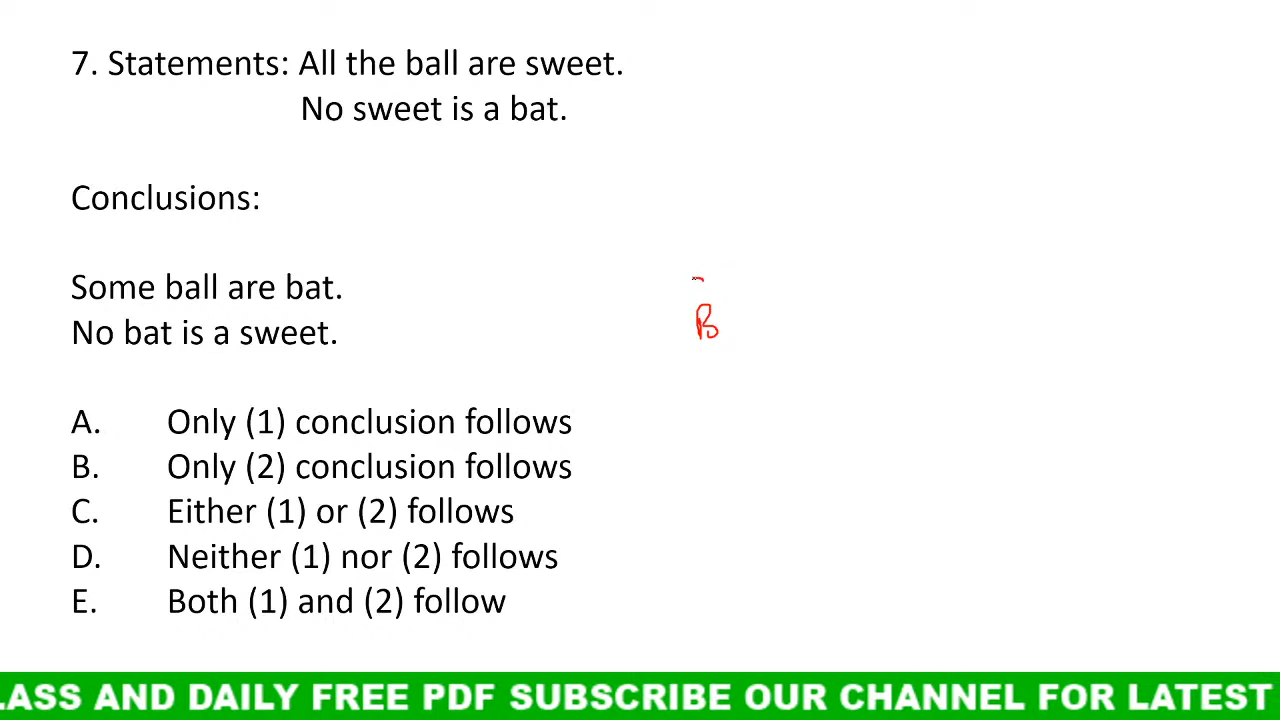 7. Statements: All the ball are sweet.
No sweet is a bat.
Conclusions:
Some ball are bat.
No bat is a sweet.
B
A. Only (1) conclusion follows
B. Only (2) conclusion follows
C. Either (1) or (2) follows
D. Neither (1) nor (2) follows
E. Both (1) and (2) follow
LASS AND DAILY FREE PDF SUBSCRIBE OUR CHANNEL FOR LATEST